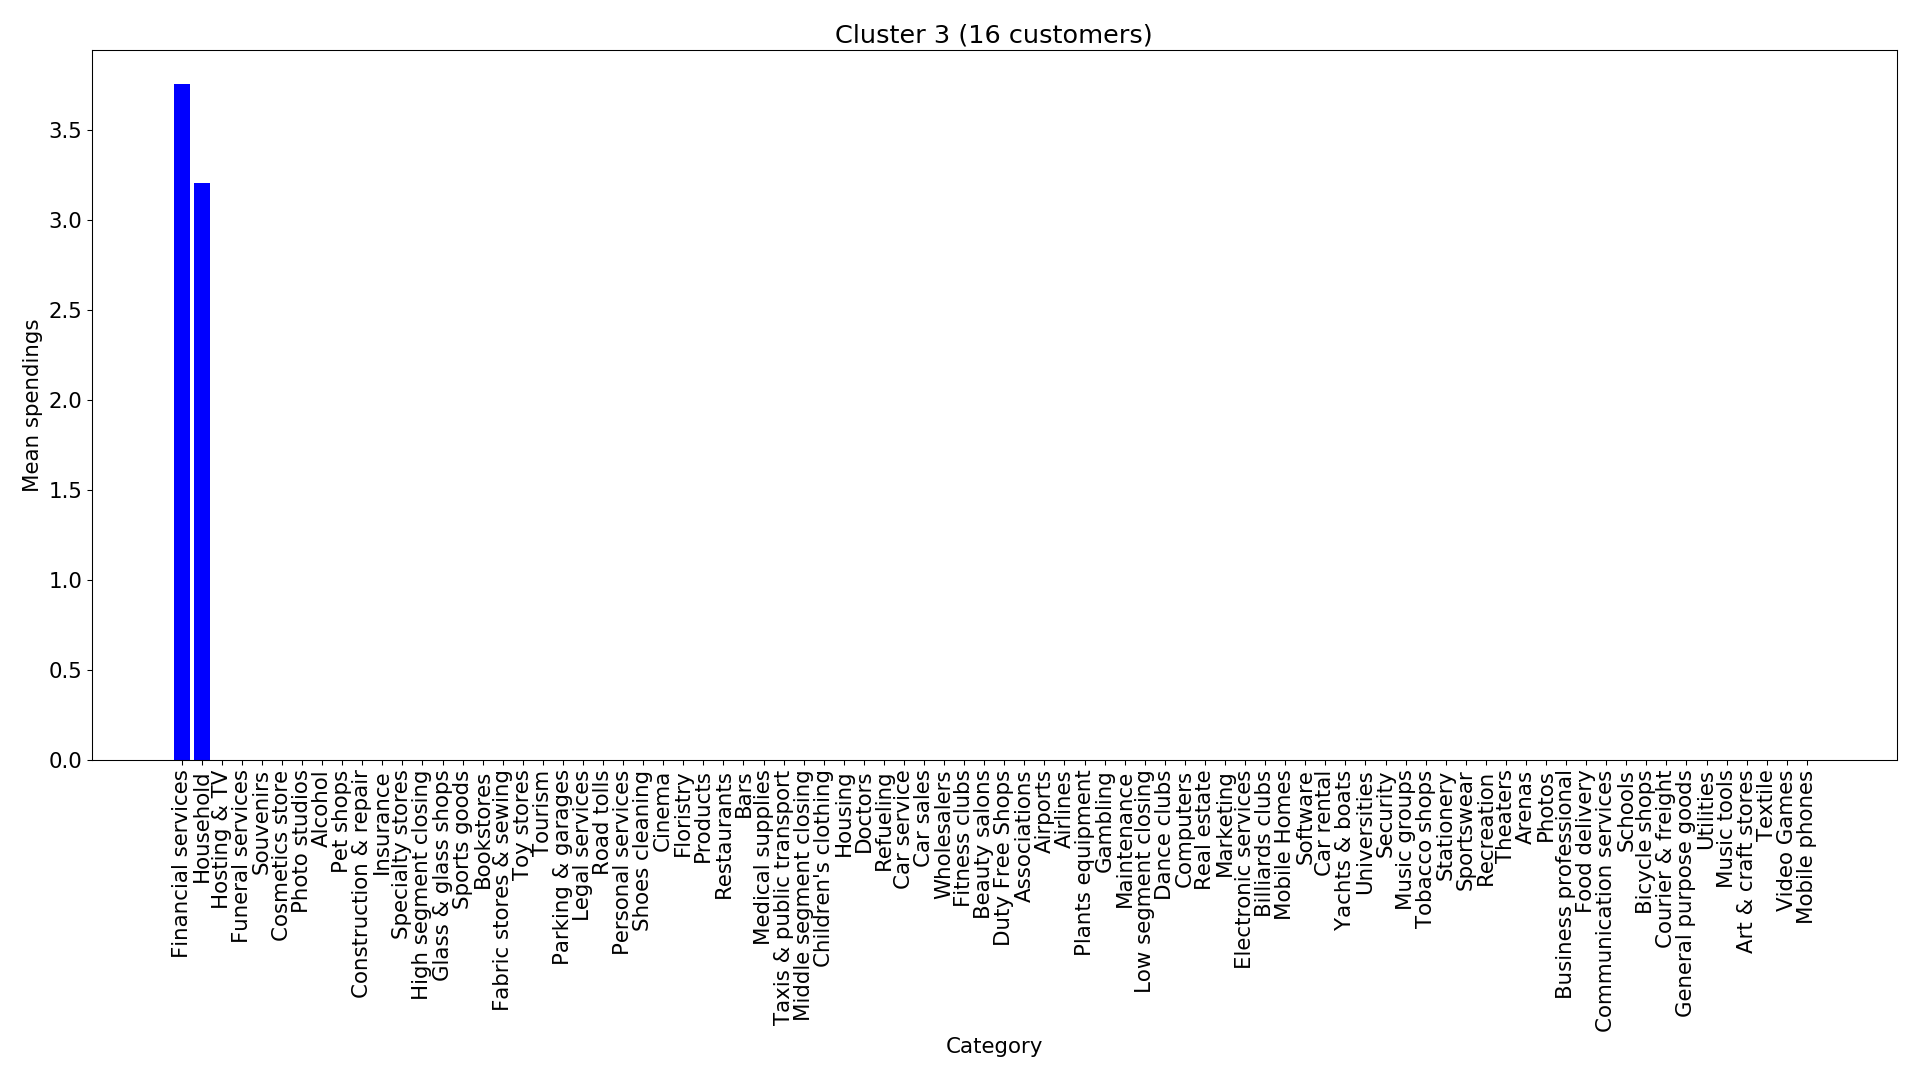 Cluster 3 (16 customers)
Mean spendings
3.5
3.0
2.5
2.0
1.5
1.0
0.5
0.0
Financial services
Household
Hosting & TV
Funeral services
Souvenirs
Cosmetics store
Photo studios
Alcohol
Pet shops
Construction & repair
Insurance
Specialty stores
High segment closing
Glass & glass shops
Sports goods
Bookstores
Fabric stores & sewing
Toy stores
Tourism
Parking & garages
Legal services
Road tolls
Personal services
Shoes cleaning
Cinema
Floristry
Products
Restaurants
Bars
Medical supplies
Taxis & public transport
Middle segment closing
Children's clothing
Housing
Doctors
Refueling
Car service
Car sales
Wholesalers
Fitness clubs
Beauty salons
Duty Free Shops
Associations
Airports
Airlines
Plants equipment
Gambling
Maintenance
Low segment closing
Dance clubs
Computers
Real estate
Marketing
Electronic services
Billiards clubs
Mobile Homes
Software
Car rental
Yachts & boats
Universities
Security
Music groups
Tobacco shops
Stationery
Sportswear
Recreation
Theaters
Arenas
Photos
Business professional
Food delivery
Communication services
Schools
Bicycle shops
Courier & freight
General purpose goods
Utilities
Music tools
Art & craft stores
Textile
Video Games
Mobile phones
Category